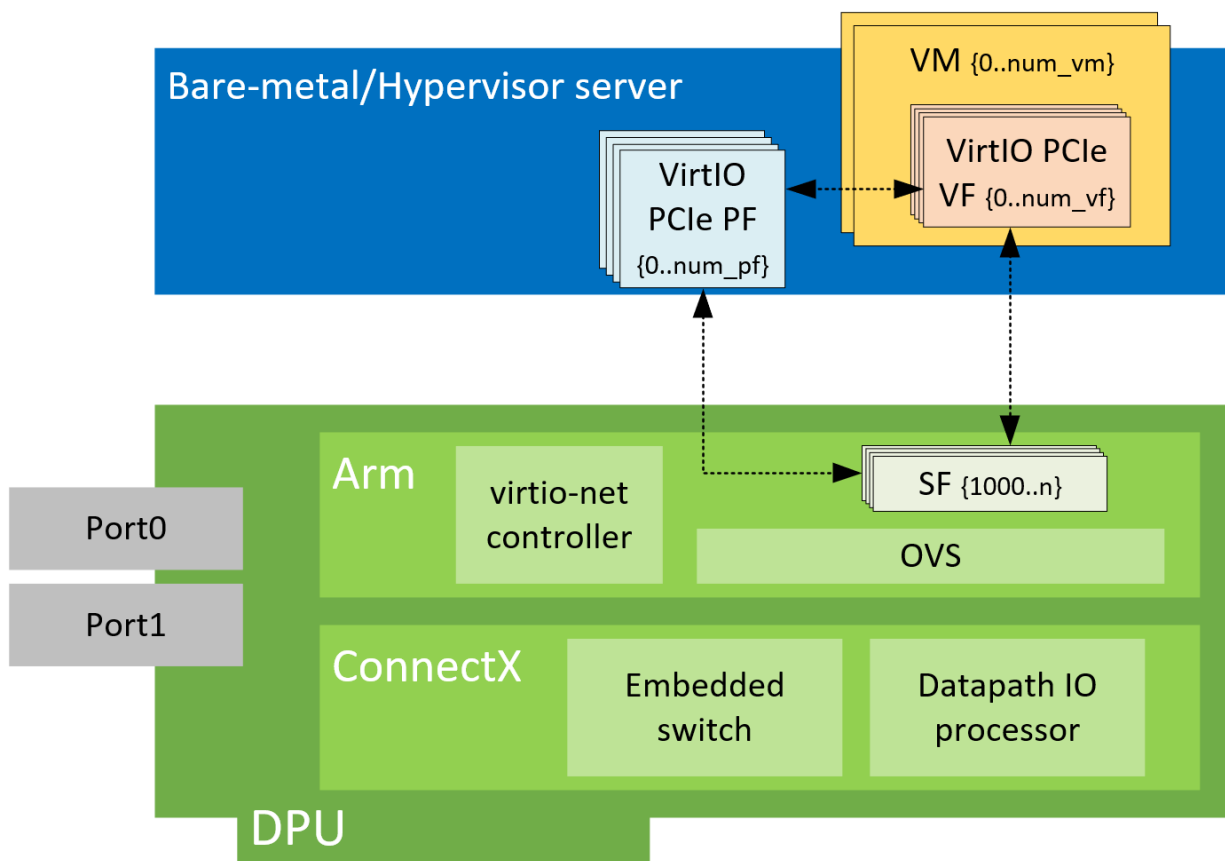 Bare-metal/Hypervisor server
VM {0..num_vm}
VirtIO PCIe
VF {0..num_vf}
VirtIO
PCIe PF
{0..num_pf}
Arm
virtio-net
controller
SF {1000..n}
OVS
Port0
Port1
ConnectX
Embedded
switch
Datapath IO
processor
DPU